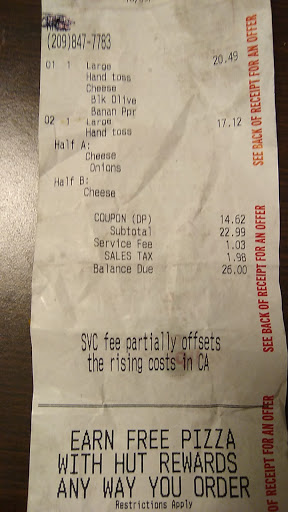 (209)847-7783
01 1 Large 20.49
Hand toss
Cheese
Blk Olive
Banan Ppr
02 1 Large 17.12
Hand toss
Half A:
Cheese
Onions
Half B:
Cheese
COUPON (DP) 14.62
Subtotal 22.99
Service Fee 1.03
SALES TAX 1.98
Balance Due 26.00
SVC fee partially offsets
the rising costs in CA
EARN FREE PIZZA
WITH HUT REWARDS
ANY WAY YOU ORDER
Restrictions Apply
SEE BACK OF RECEIPT FOR AN OFFER
SEE BACK OF RECEIPT FOR AN OFFER
OF RECEIPT FOR AN OFFER